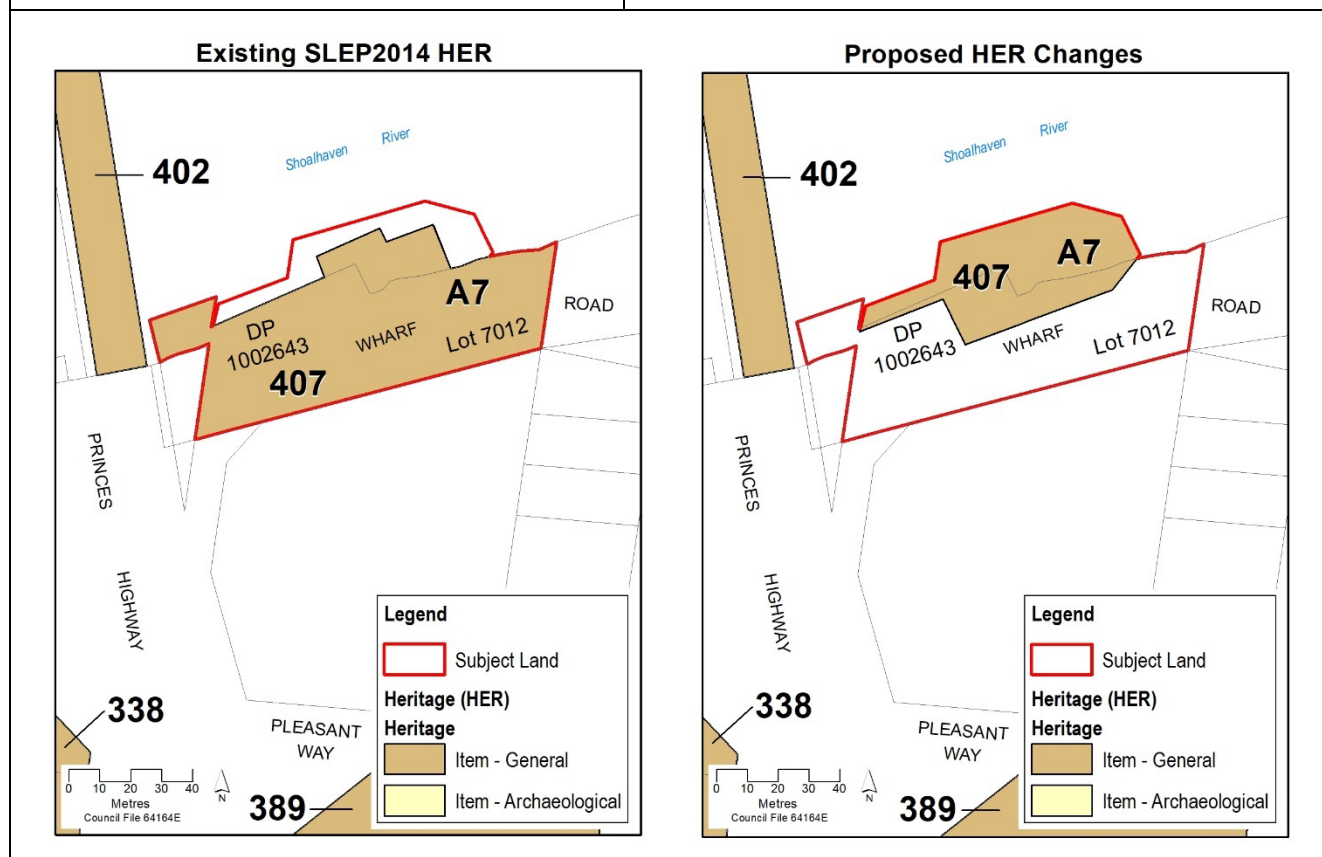 Existing SLEP2014 HER
402
Shoalhaven River
A7
ROAD
DP
1002643
WHARF
Lot 7012
407
PRINCES
HIGHWAY
338
PLEASANT
WAY
389
0 10 20 30 40
Metres
Council File 64164E
N
Legend
Subject Land
Heritage (HER)
Heritage
Item - General
Item - Archaeological
Proposed HER Changes
402
Shoalhaven River
A7
407
ROAD
DP
1002643
WHARF
Lot 7012
PRINCES
HIGHWAY
338
PLEASANT
WAY
389
0 10 20 30 40
Metres
Council File 64164E
N
Legend
Subject Land
Heritage (HER)
Heritage
Item - General
Item - Archaeological